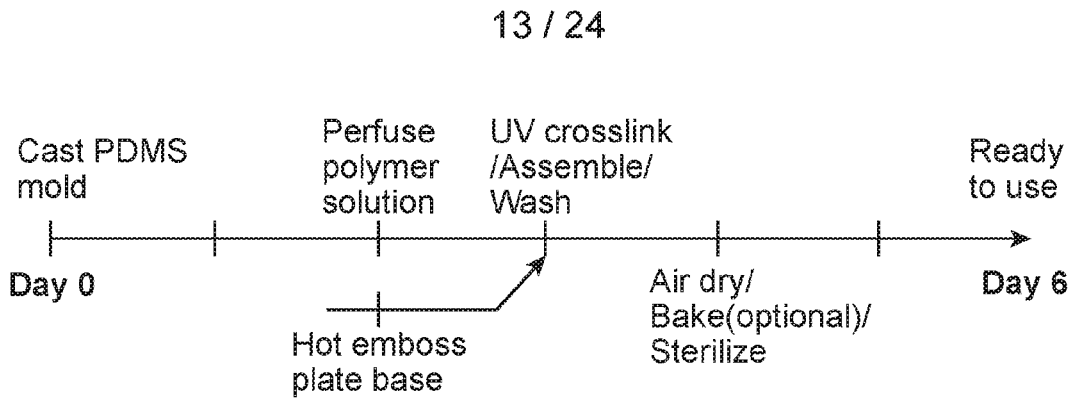 13 / 24
Cast PDMS
mold
Perfuse
polymer
solution
UV crosslink
/Assemble/
Wash
Ready
to use
Day 0
Day 6
Hot emboss
plate base
Air dry/
Bake(optional)/
Sterilize